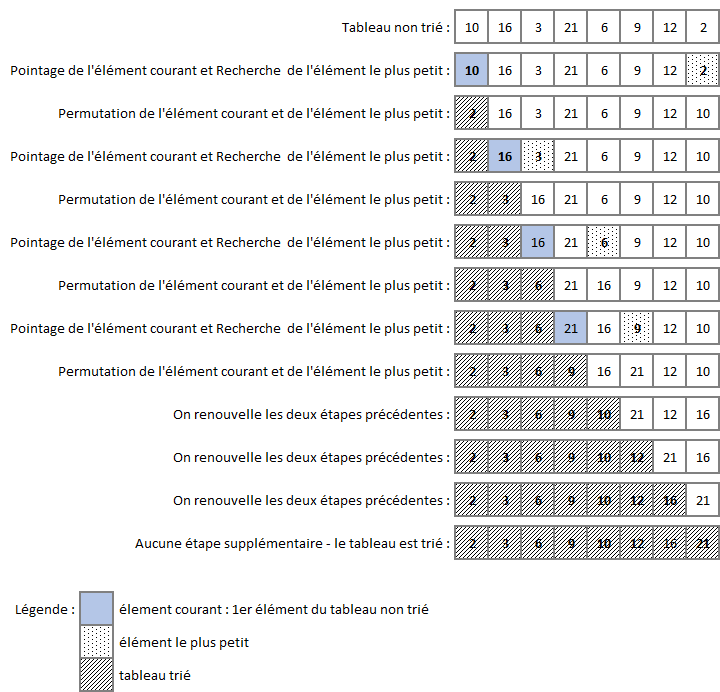 Tableau non trié : 10 16 3 21 6 9 12 2
Pointage de l'élément courant et Recherche de l'élément le plus petit : 10 16 3 21 6 9 12 2
Permutation de l'élément courant et de l'élément le plus petit : 2 16 3 21 6 9 12 10
Pointage de l'élément courant et Recherche de l'élément le plus petit : 2 16 3 21 6 9 12 10
Permutation de l'élément courant et de l'élément le plus petit : 2 3 16 21 6 9 12 10
Pointage de l'élément courant et Recherche de l'élément le plus petit : 2 3 16 21 6 9 12 10
Permutation de l'élément courant et de l'élément le plus petit : 2 3 6 21 16 9 12 10
Pointage de l'élément courant et Recherche de l'élément le plus petit : 2 3 6 21 16 9 12 10
Permutation de l'élément courant et de l'élément le plus petit : 2 3 6 9 16 21 12 10
On renouvelle les deux étapes précédentes : 2 3 6 9 10 21 12 16
On renouvelle les deux étapes précédentes : 2 3 6 9 10 12 21 16
On renouvelle les deux étapes précédentes : 2 3 6 9 10 12 16 21
Aucune étape supplémentaire - le tableau est trié : 2 3 6 9 10 12 16 21
Légende : élement courant : 1er élément du tableau non trié
élément le plus petit
tableau trié